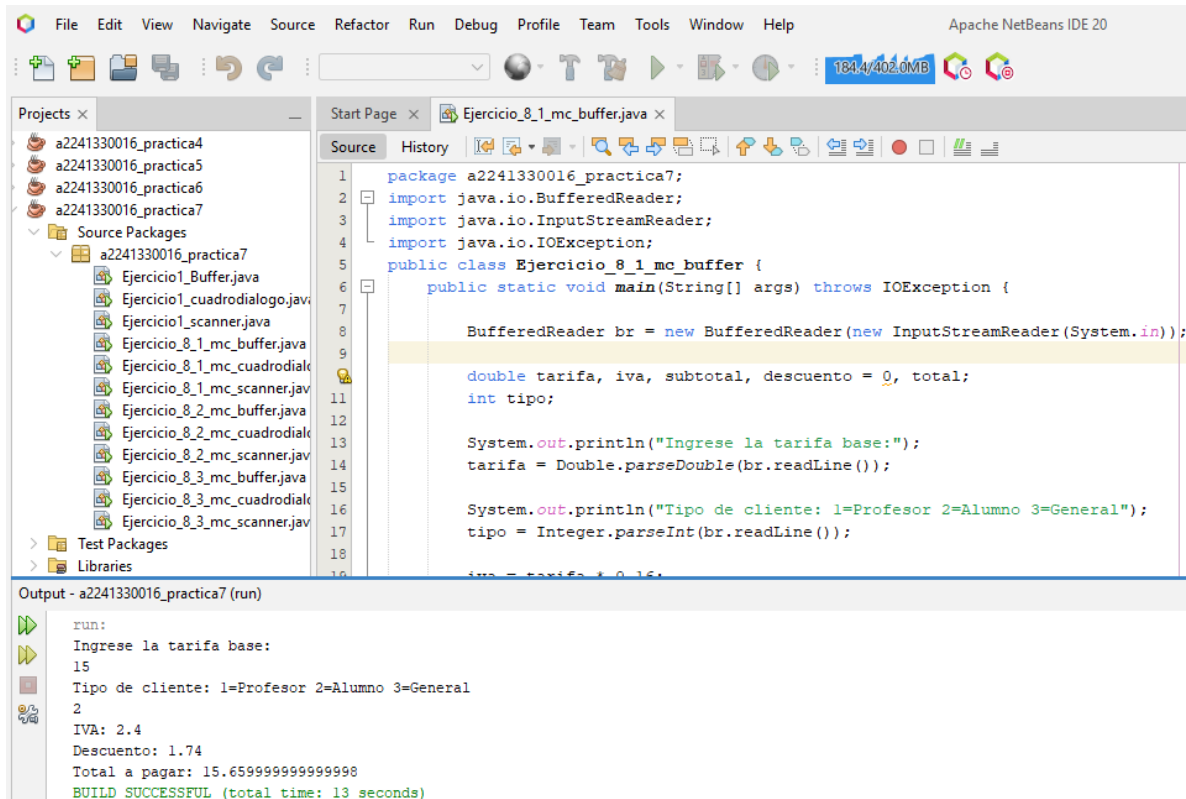 File Edit View Navigate Source Refactor Run Debug Profile Team Tools Window Help Apache NetBeans IDE 20
184.4/402.0MB
Projects
a2241330016_practica4
a2241330016_practica5
a2241330016_practica6
a2241330016_practica7
Source Packages
a2241330016_practica7
Ejercicio1_Buffer.java
Ejercicio1_cuadrodialogo.java
Ejercicio1_scanner.java
Ejercicio_8_1_mc_buffer.java
Ejercicio_8_1_mc_cuadrodialo
Ejercicio_8_1_mc_scanner.jav
Ejercicio_8_2_mc_buffer.java
Ejercicio_8_2_mc_cuadrodialo
Ejercicio_8_2_mc_scanner.jav
Ejercicio_8_3_mc_buffer.java
Ejercicio_8_3_mc_cuadrodialo
Ejercicio_8_3_mc_scanner.jav
Test Packages
Libraries
Start Page Ejercicio_8_1_mc_buffer.java
Source History
1 package a2241330016_practica7;
2 import java.io.BufferedReader;
3 import java.io.InputStreamReader;
4 import java.io.IOException;
5 public class Ejercicio_8_1_mc_buffer {
6 public static void main(String[] args) throws IOException {
7
8 BufferedReader br = new BufferedReader(new InputStreamReader(System.in));
9
double tarifa, iva, subtotal, descuento = 0, total;
11 int tipo;
12
13 System.out.println("Ingrese la tarifa base:");
14 tarifa = Double.parseDouble(br.readLine());
15
16 System.out.println("Tipo de cliente: 1=Profesor 2=Alumno 3=General");
17 tipo = Integer.parseInt(br.readLine());
18
19 iva = tarifa * 0.16;
Output - a2241330016_practica7 (run)
run:
Ingrese la tarifa base:
15
Tipo de cliente: 1=Profesor 2=Alumno 3=General
2
IVA: 2.4
Descuento: 1.74
Total a pagar: 15.659999999999998
BUILD SUCCESSFUL (total time: 13 seconds)